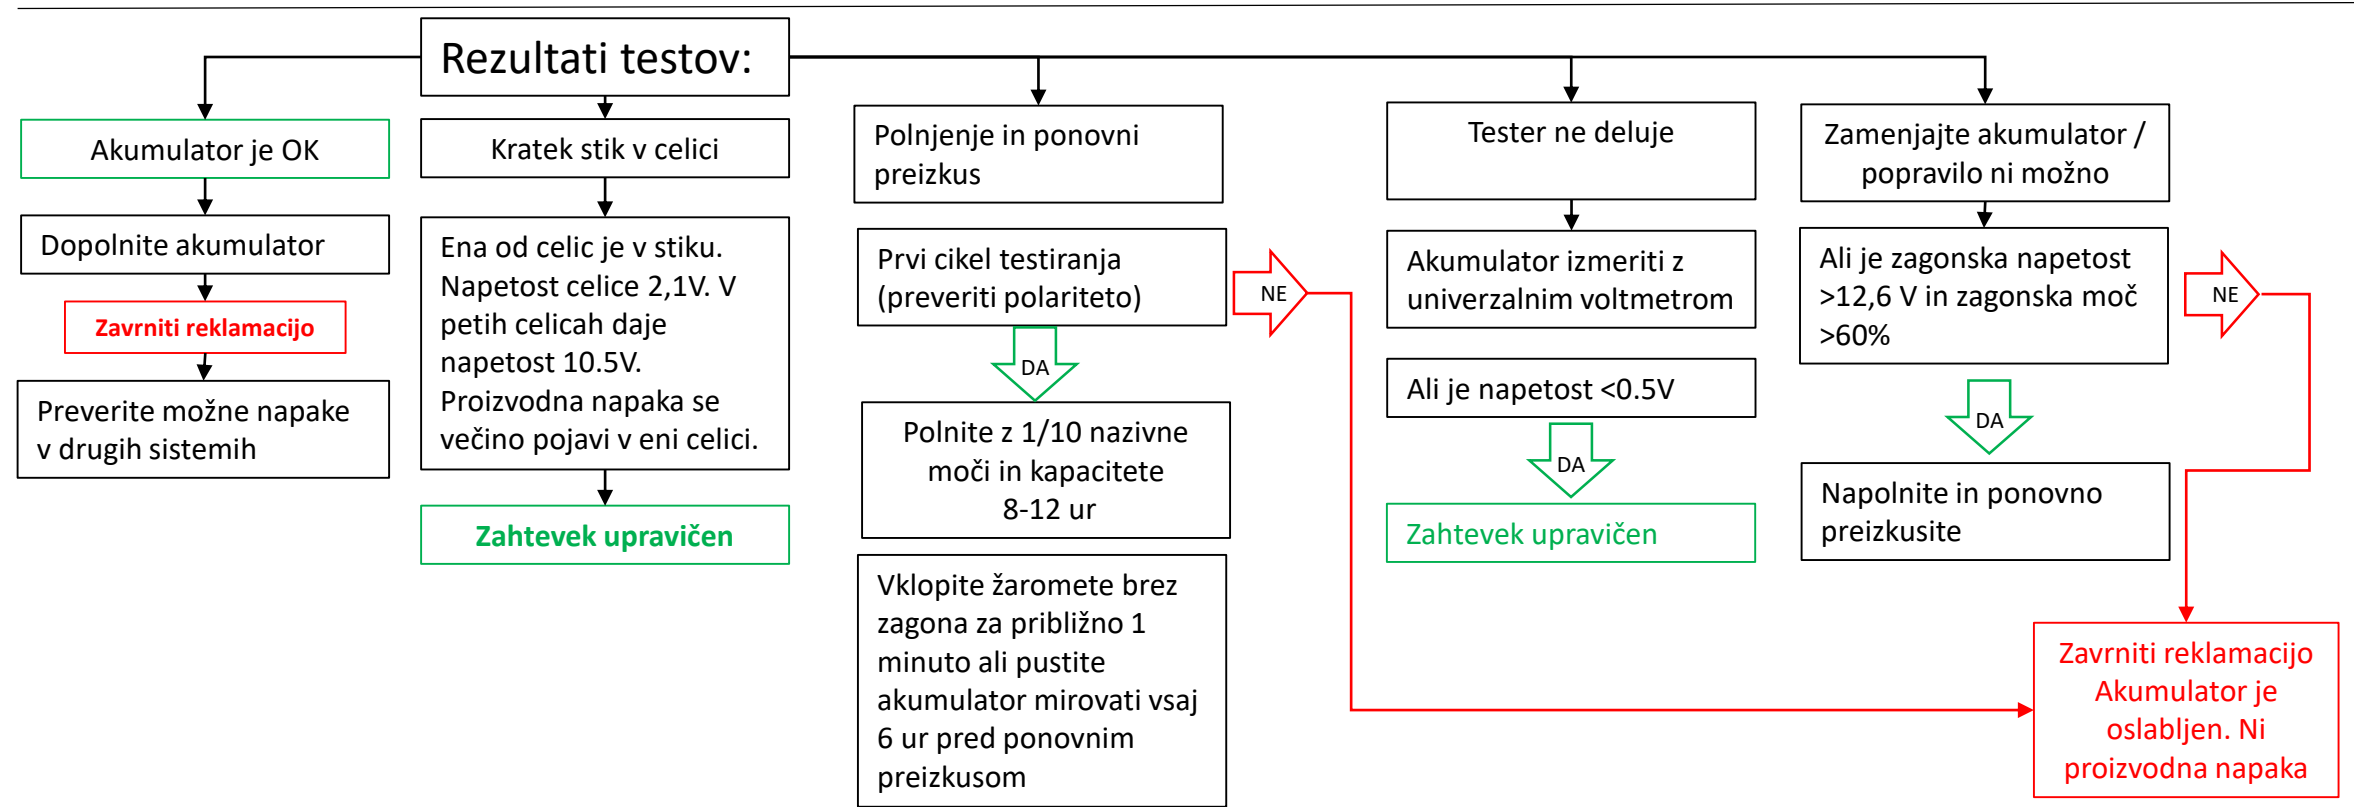 Rezultati testov:
Akumulator je OK
Dopolnite akumulator
Zavrniti reklamacijo
Preverite možne napake
v drugih sistemih
Kratek stik v celici
Ena od celic je v stiku.
Napetost celice 2,1V. V
petih celicah daje
napetost 10.5V.
Proizvodna napaka se
večino pojavi v eni celici.
Zahtevek upravičen
Polnjenje in ponovni
preizkus
Prvi cikel testiranja
(preveriti polariteto)
NE
DA
Polnite z 1/10 nazivne
moči in kapacitete
8-12 ur
Vklopite žaromete brez
zagona za približno 1
minuto ali pustite
akumulator mirovati vsaj
6 ur pred ponovnim
preizkusom
Tester ne deluje
Akumulator izmeriti z
univerzalnim voltmetrom
Ali je napetost <0.5V
DA
Zahtevek upravičen
Zamenjajte akumulator /
popravilo ni možno
Ali je zagonska napetost
>12,6 V in zagonska moč
>60%
NE
DA
Napolnite in ponovno
preizkusite
Zavrniti reklamacijo
Akumulator je
oslabljen. Ni
proizvodna napaka